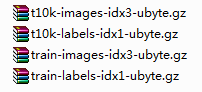 t10k-images-idx3-ubyte.gz
t10k-labels-idx1-ubyte.gz
train-images-idx3-ubyte.gz
train-labels-idx1-ubyte.gz